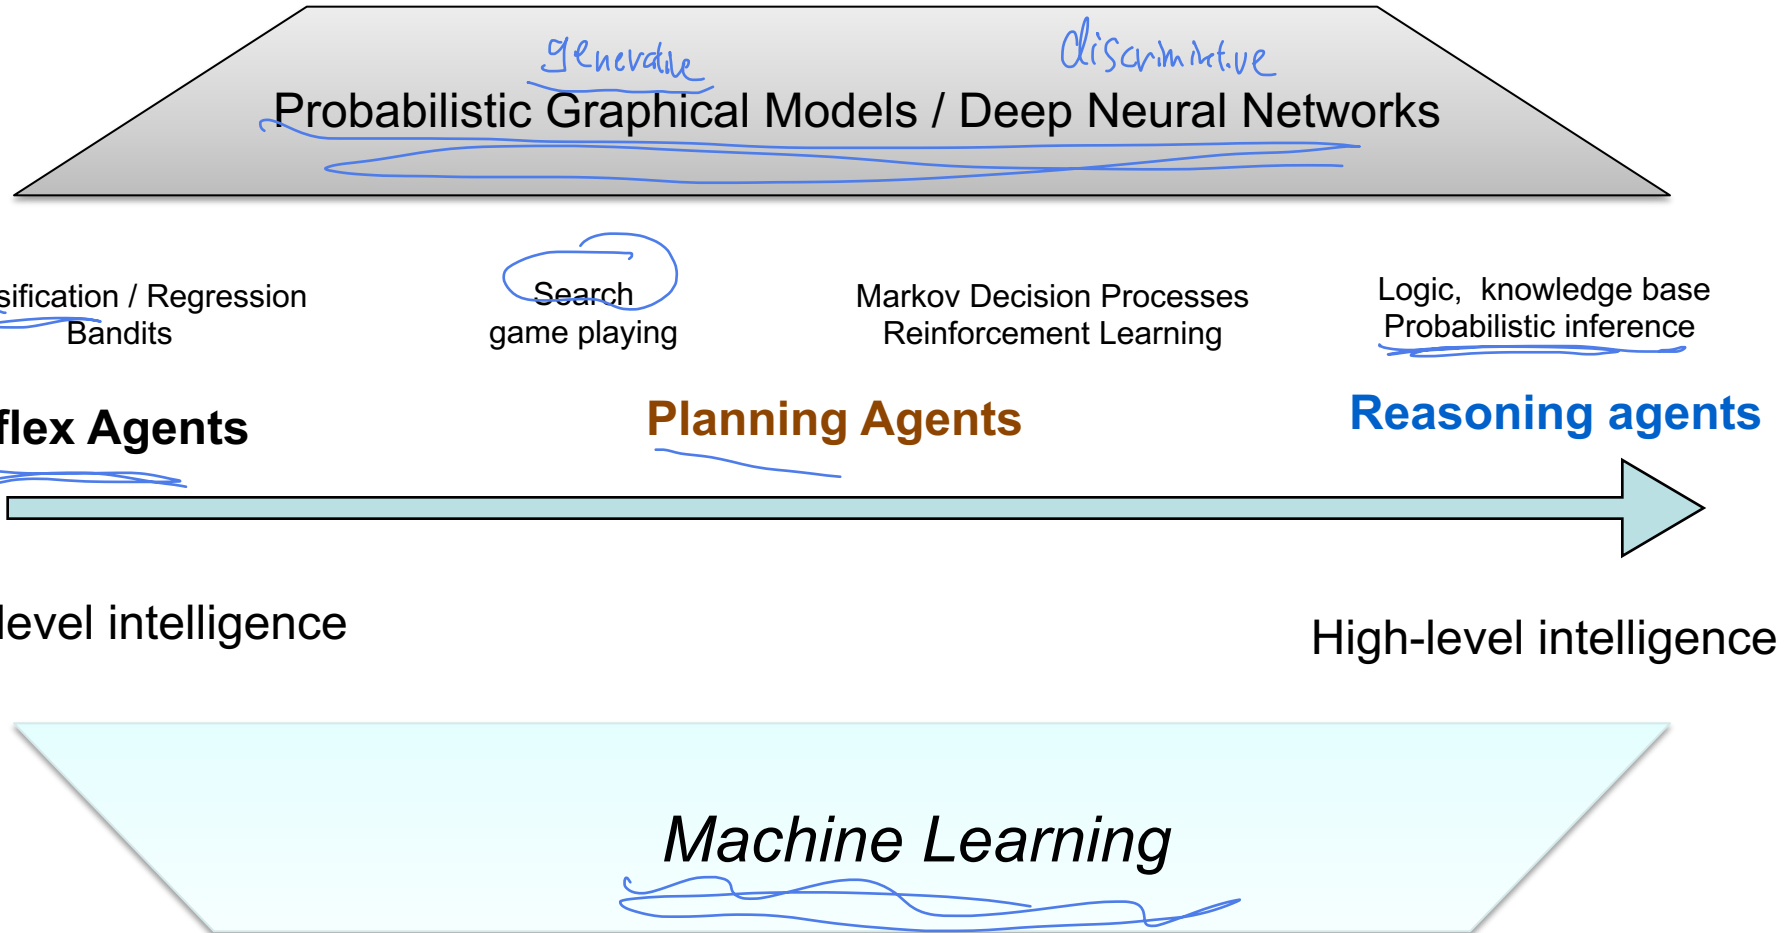 generative
discriminitive
Probabilistic Graphical Models / Deep Neural Networks
sification / Regression
Bandits
Search
game playing
Markov Decision Processes
Reinforcement Learning
Logic, knowledge base
Probabilistic inference
flex Agents
Planning Agents
Reasoning agents
level intelligence
High-level intelligence
Machine Learning